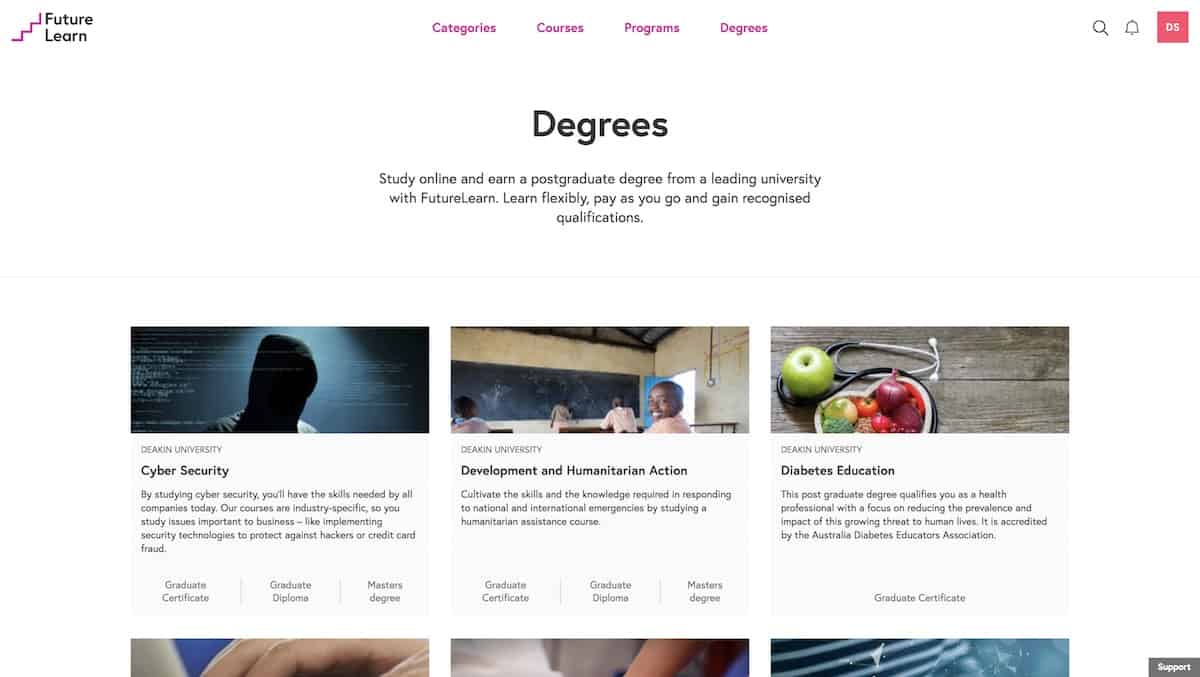 Future
Learn
Categories
Courses
Programs
Degrees
DS
Degrees
Study online and earn a postgraduate degree from a leading university
with FutureLearn. Learn flexibly, pay as you go and gain recognised
qualifications.
DEAKIN UNIVERSITY
Cyber Security
By studying cyber security, you'll have the skills needed by all
companies today. Our courses are industry-specific, so you
study issues important to business – like implementing
security technologies to protect against hackers or credit card
fraud.
Graduate
Certificate
Graduate
Diploma
Masters
degree
DEAKIN UNIVERSITY
Development and Humanitarian Action
Cultivate the skills and the knowledge required in responding
to national and international emergencies by studying a
humanitarian assistance course.
Graduate
Certificate
Graduate
Diploma
Masters
degree
DEAKIN UNIVERSITY
Diabetes Education
This post graduate degree qualifies you as a health
professional with a focus on reducing the prevalence and
impact of this growing threat to human lives. It is accredited
by the Australia Diabetes Educators Association.
Graduate Certificate
Support